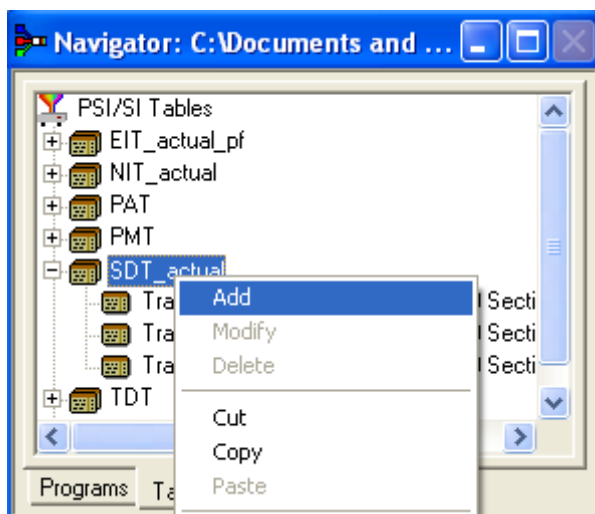 Navigator: C:\Documents and ...
PSI/SI Tables
EIT_actual_pf
NIT_actual
PAT
PMT
SDT_actual
Add
Modify
Delete
TDT
Cut
Copy
Paste
Programs